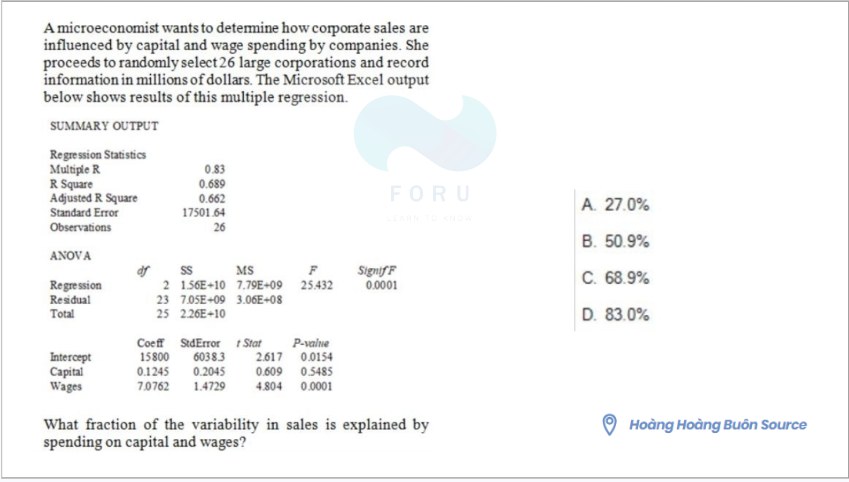 A microeconomist wants to determine how corporate sales are
influenced by capital and wage spending by companies. She
proceeds to randomly select 26 large corporations and record
information in millions of dollars. The Microsoft Excel output
below shows results of this multiple regression.
SUMMARY OUTPUT
Regression Statistics
Multiple R 0.83
R Square 0.689
Adjusted R Square 0.662
Standard Error 17501.64
Observations 26
ANOVA
df SS MS F Signif F
Regression 2 1.56E+10 7.79E+09 25.432 0.0001
Residual 23 7.05E+09 3.06E+08
Total 25 2.26E+10
Coeff StdError t Stat P-value
Intercept 15800 6038.3 2.617 0.0154
Capital 0.1245 0.2045 0.609 0.5485
Wages 7.0762 1.4729 4.804 0.0001
What fraction of the variability in sales is explained by
spending on capital and wages?
FORU
A. 27.0%
B. 50.9%
C. 68.9%
D. 83.0%
Hoàng Hoàng Buôn Source